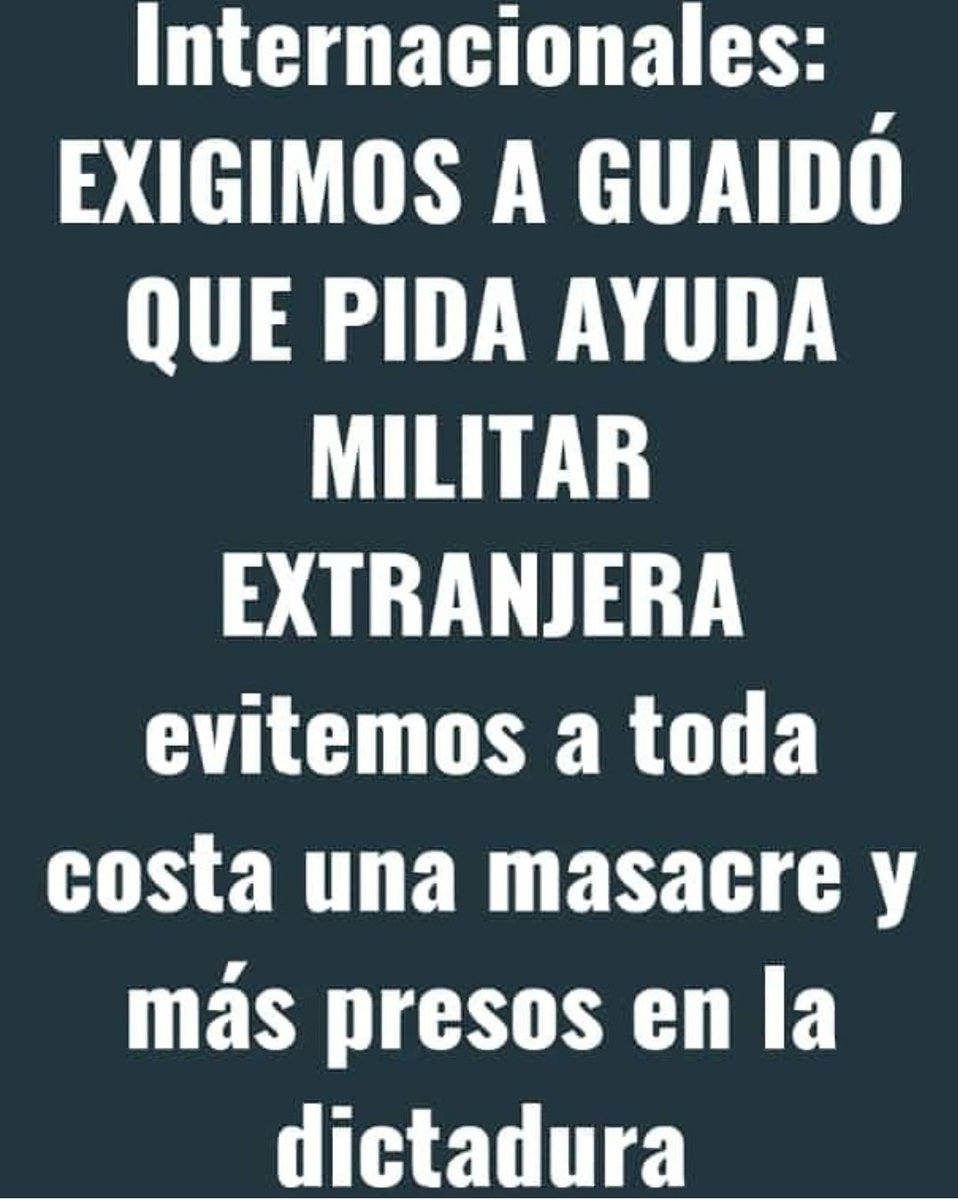 Internacionales:
EXIGIMOS A GUAIDÓ
QUE PIDA AYUDA
MILITAR
EXTRANJERA
evitemos a toda
costa una masacre y
más presos en la
dictadura